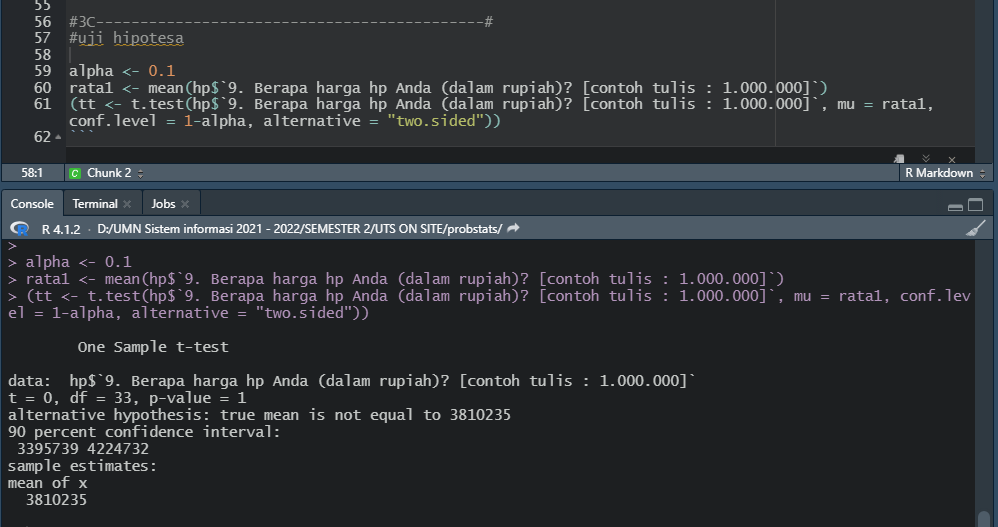 55
56 #3C--------------------------------------------#
57 #uji hipotesa
58
59 alpha <- 0.1
60 rata1 <- mean(hp$`9. Berapa harga hp Anda (dalam rupiah)? [contoh tulis : 1.000.000]`)
61 (tt <- t.test(hp$`9. Berapa harga hp Anda (dalam rupiah)? [contoh tulis : 1.000.000]`, mu = rata1,
conf.level = 1-alpha, alternative = "two.sided"))
62 ```
58:1 C Chunk 2 R Markdown
Console Terminal Jobs
R R 4.1.2 · D:/UMN Sistem informasi 2021 - 2022/SEMESTER 2/UTS ON SITE/probstats/
>
> alpha <- 0.1
> rata1 <- mean(hp$`9. Berapa harga hp Anda (dalam rupiah)? [contoh tulis : 1.000.000]`)
> (tt <- t.test(hp$`9. Berapa harga hp Anda (dalam rupiah)? [contoh tulis : 1.000.000]`, mu = rata1, conf.lev
el = 1-alpha, alternative = "two.sided"))
One Sample t-test
data: hp$`9. Berapa harga hp Anda (dalam rupiah)? [contoh tulis : 1.000.000]`
t = 0, df = 33, p-value = 1
alternative hypothesis: true mean is not equal to 3810235
90 percent confidence interval:
3395739 4224732
sample estimates:
mean of x
3810235